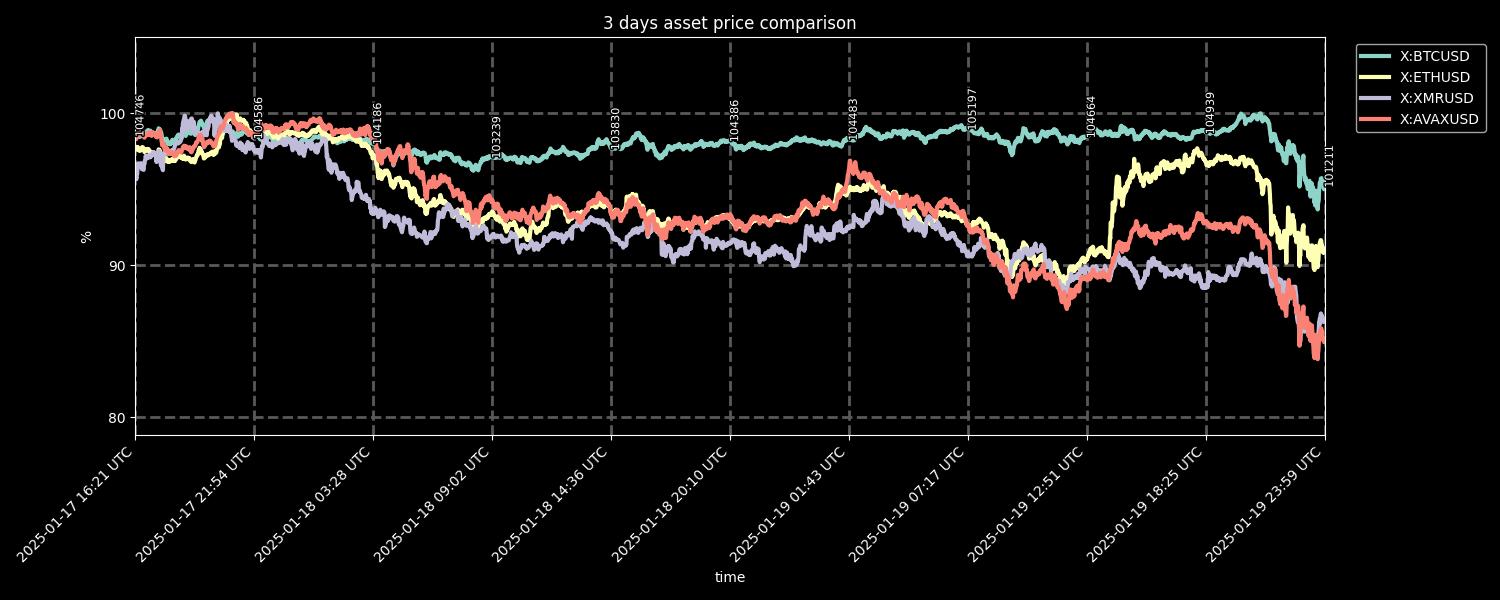 3 days asset price comparison
X:BTCUSD
X:ETHUSD
X:XMRUSD
X:AVAXUSD
%
100
90
80
104746
104586
104186
103239
103830
104386
104483
105197
104664
104939
101211
2025-01-17 16:21 UTC
2025-01-17 21:54 UTC
2025-01-18 03:28 UTC
2025-01-18 09:02 UTC
2025-01-18 14:36 UTC
2025-01-18 20:10 UTC
2025-01-19 01:43 UTC
2025-01-19 07:17 UTC
2025-01-19 12:51 UTC
2025-01-19 18:25 UTC
2025-01-19 23:59 UTC
time